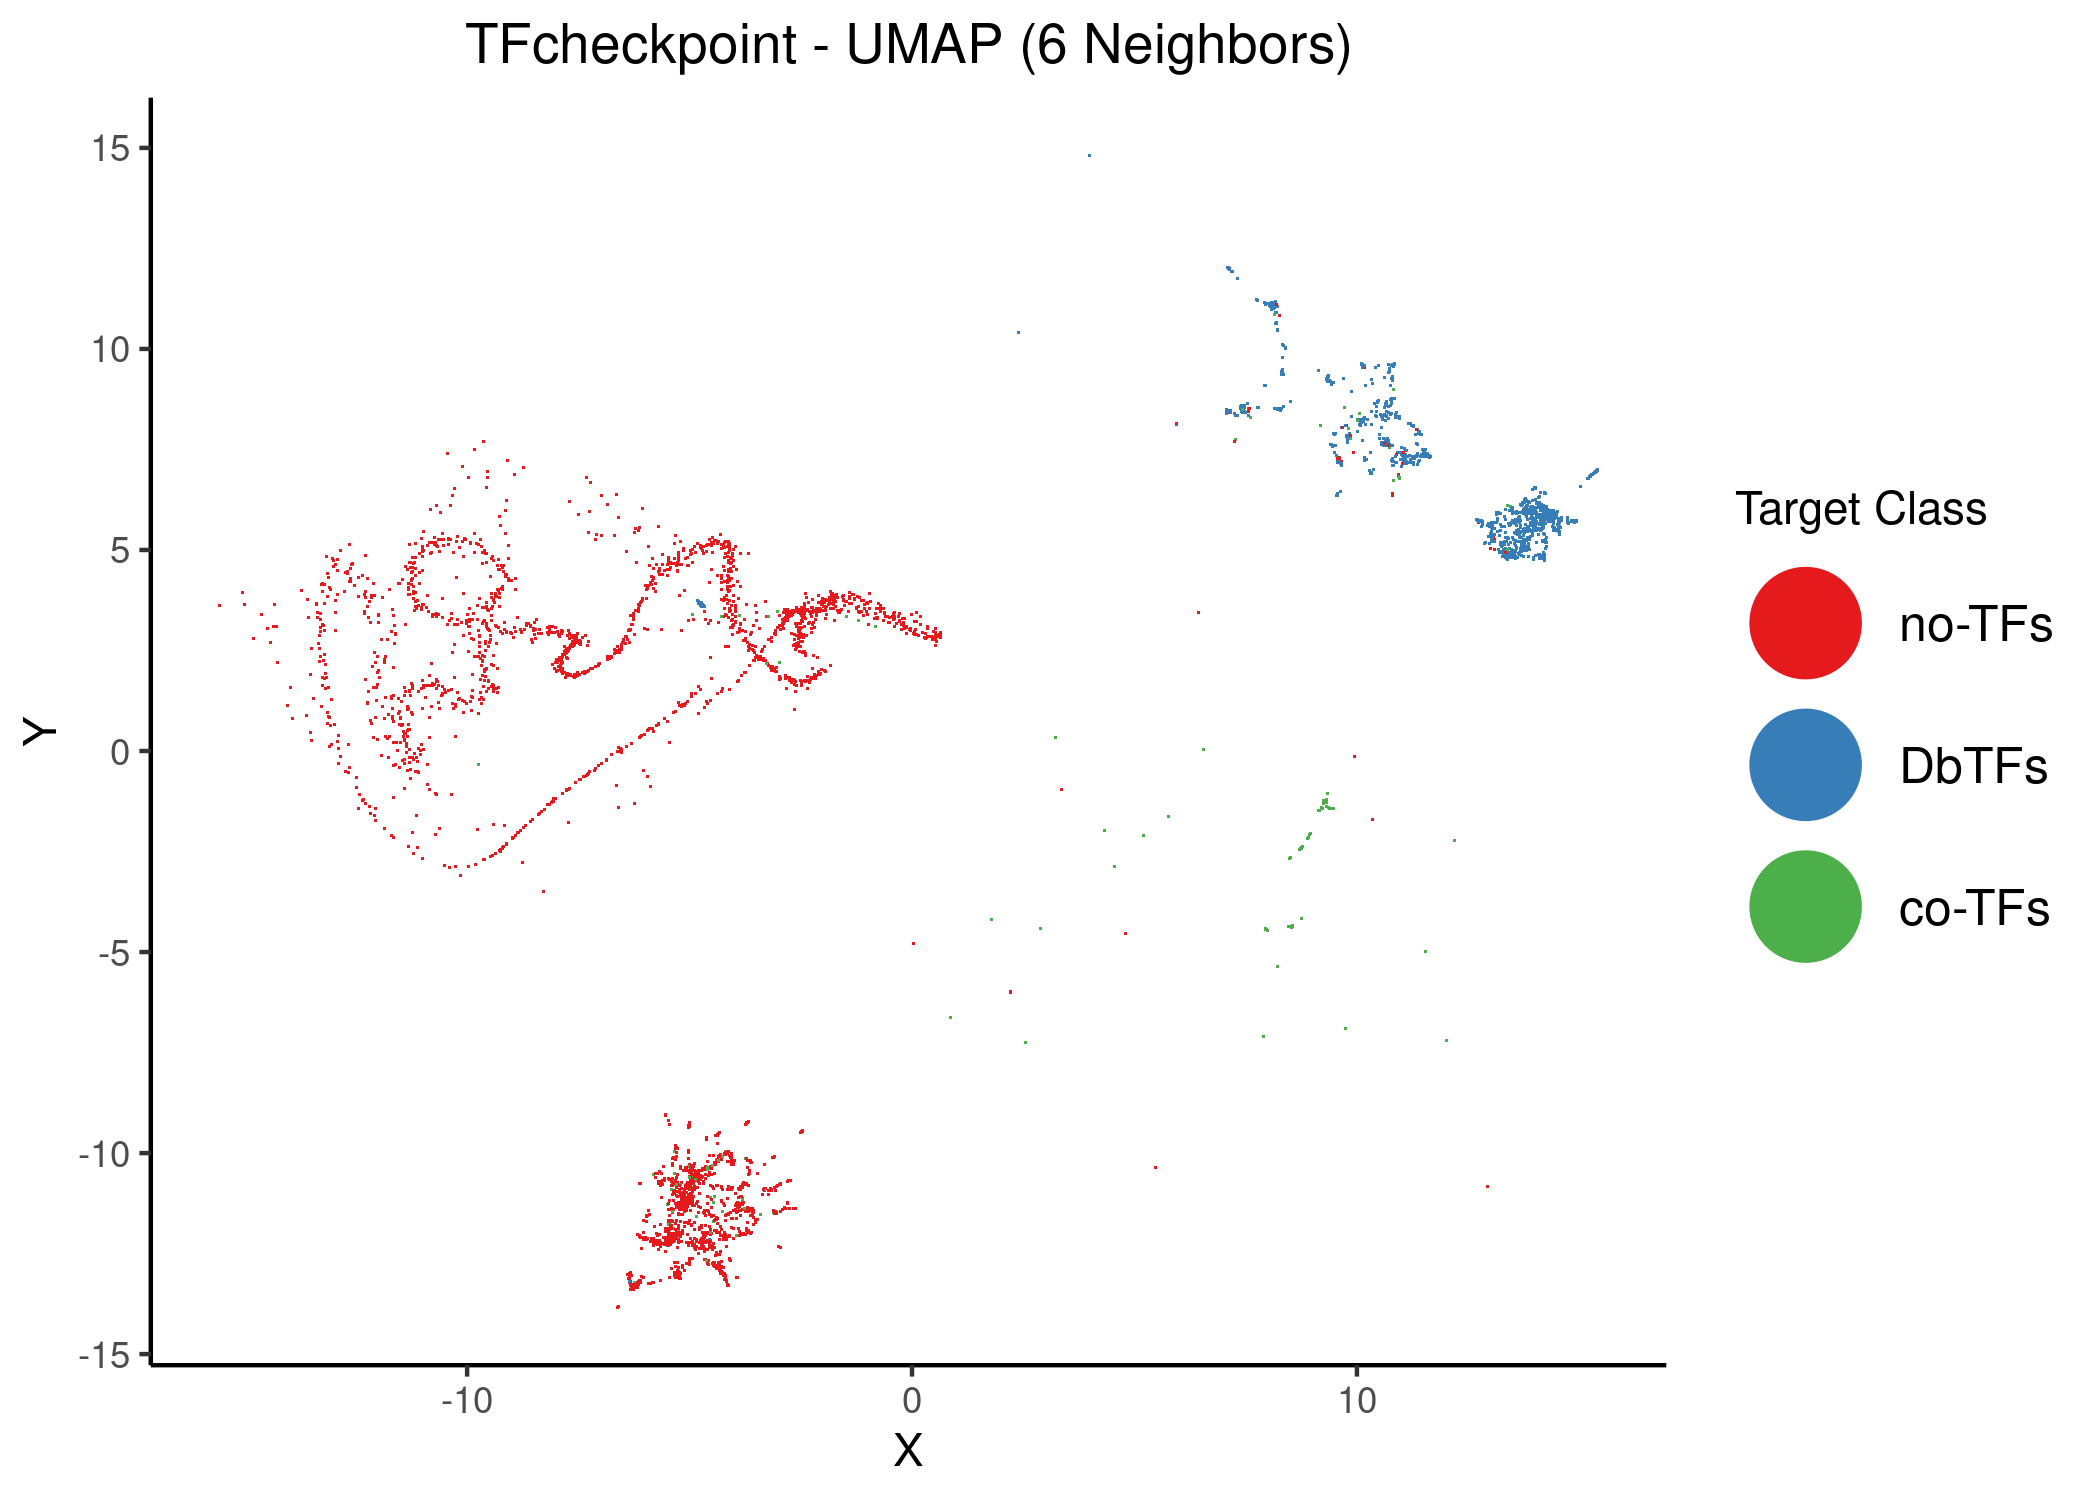 TFcheckpoint - UMAP (6 Neighbors)
15
10
5
0
-5
-10
-15
Y
-10 0 10
X
Target Class
no-TFs
DbTFs
co-TFs